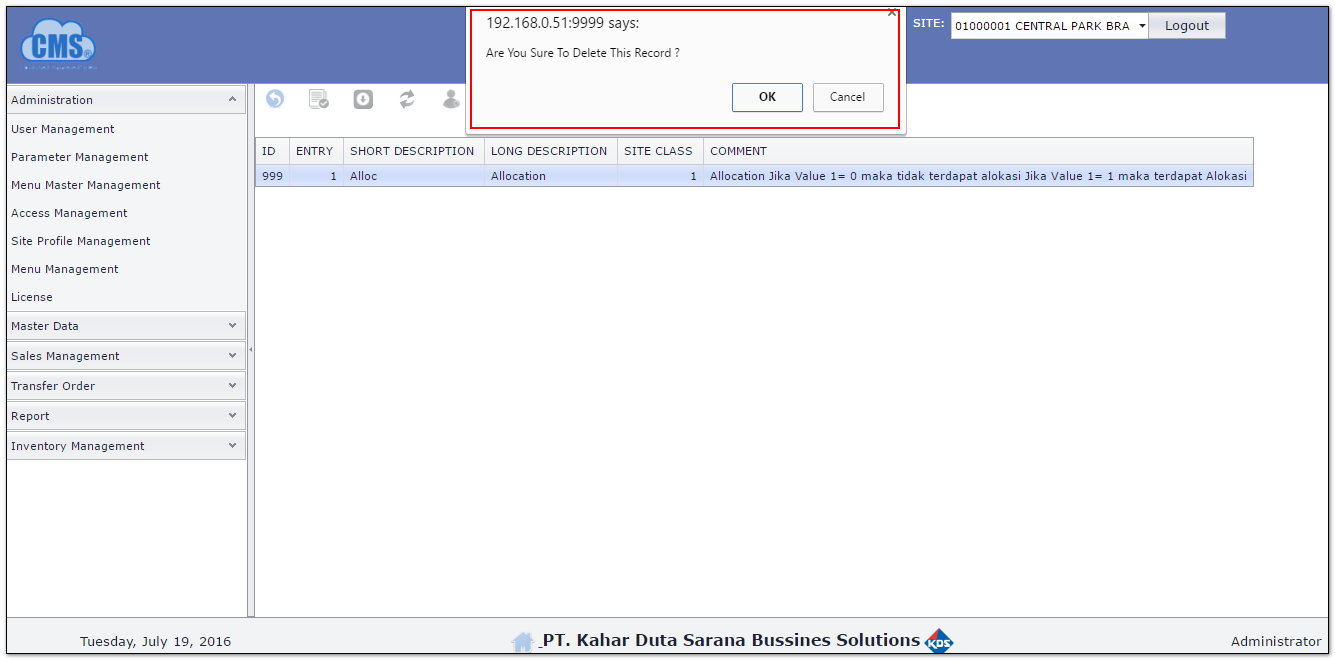 CMS®
192.168.0.51:9999 says:
Are You Sure To Delete This Record ?
OK Cancel
SITE: 01000001 CENTRAL PARK BRA Logout
Administration
User Management
Parameter Management
Menu Master Management
Access Management
Site Profile Management
Menu Management
License
Master Data
Sales Management
Transfer Order
Report
Inventory Management
ID ENTRY SHORT DESCRIPTION LONG DESCRIPTION SITE CLASS COMMENT
999 1 Alloc Allocation 1 Allocation Jika Value 1= 0 maka tidak terdapat alokasi Jika Value 1= 1 maka terdapat Alokasi
Tuesday, July 19, 2016
PT. Kahar Duta Sarana Bussines Solutions KDS
Administrator